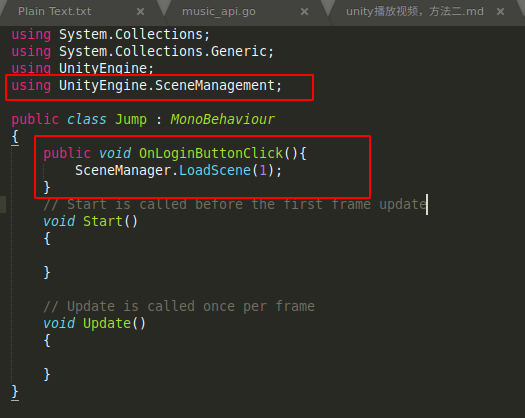 Plain Text.txt
music_api.go
unity播放视频，方法二.md
using System.Collections;
using System.Collections.Generic;
using UnityEngine;
using UnityEngine.SceneManagement;
public class Jump : MonoBehaviour
{
public void OnLoginButtonClick(){
SceneManager.LoadScene(1);
}
// Start is called before the first frame update
void Start()
{
}
// Update is called once per frame
void Update()
{
}
}